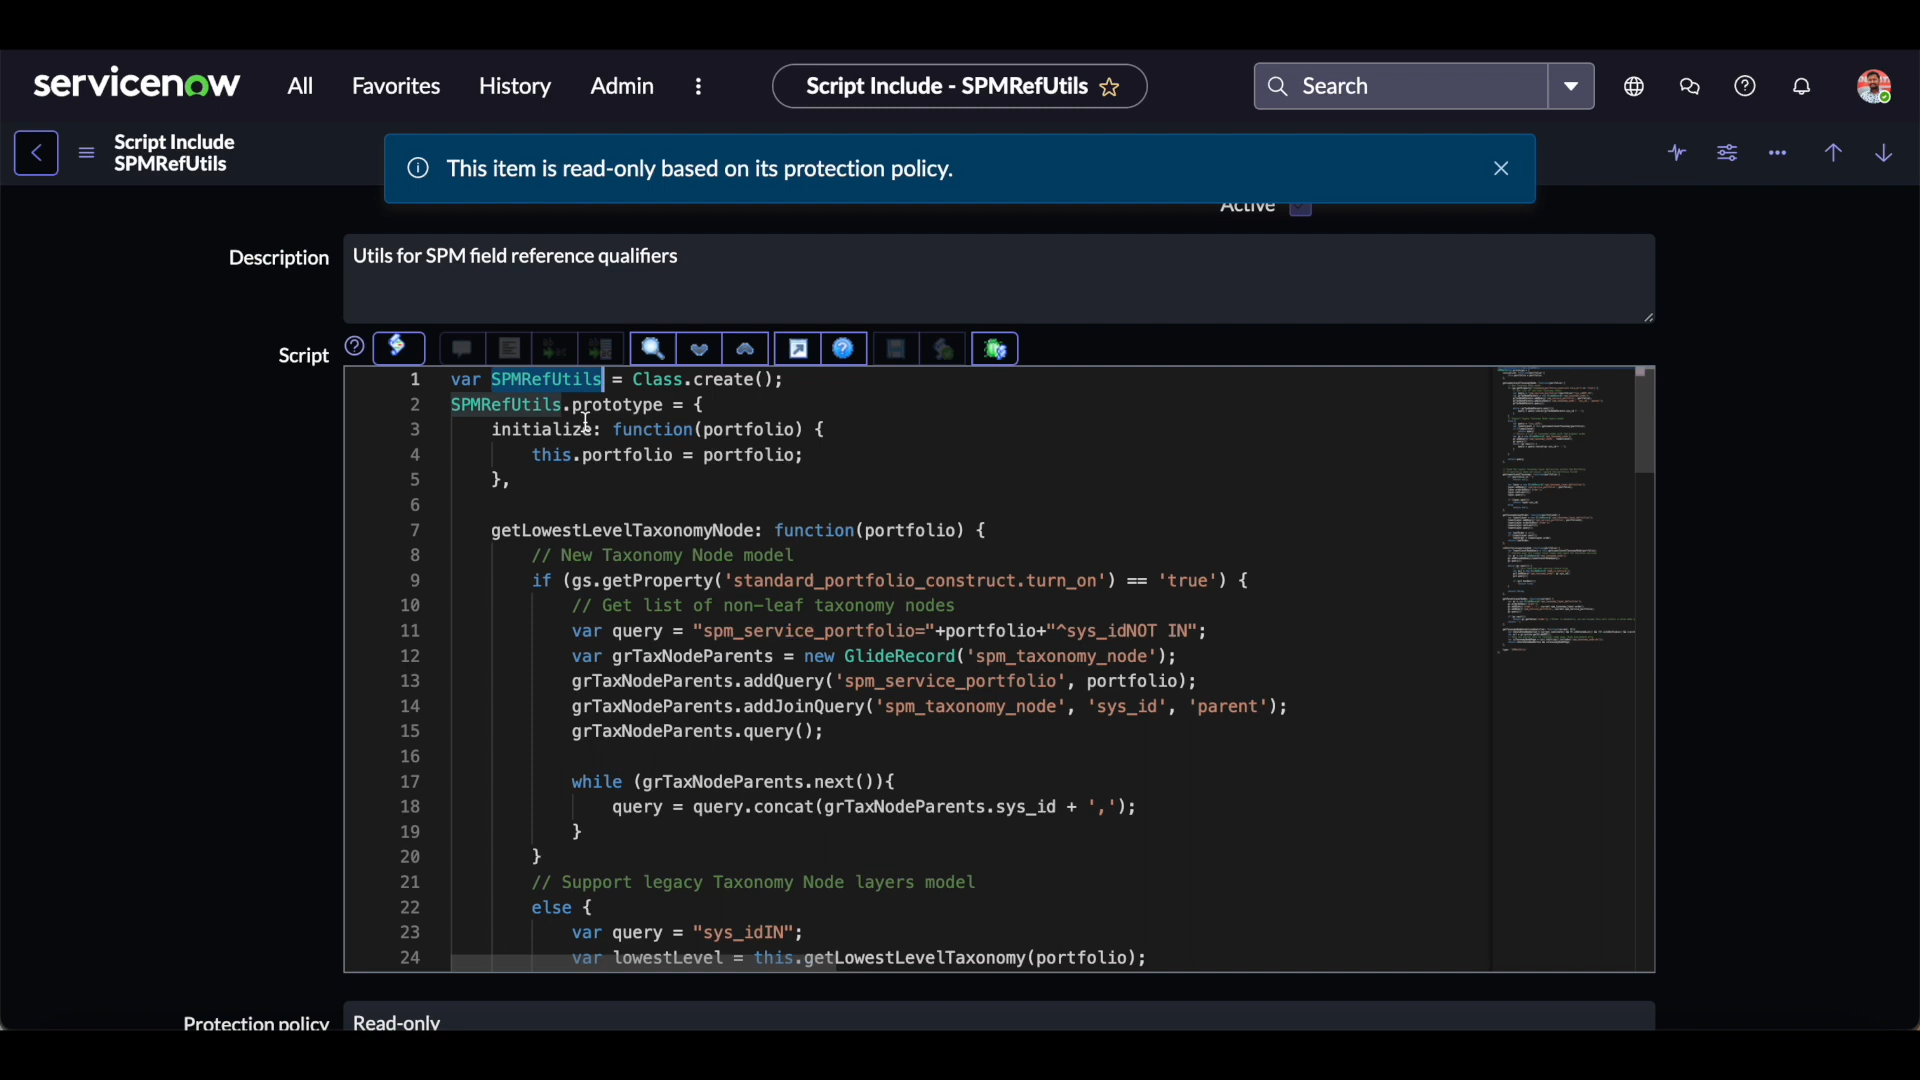 servicenow All Favorites History Admin Script Include - SPMRefUtils Search
Script Include
SPMRefUtils
This item is read-only based on its protection policy.
Active
Description Utils for SPM field reference qualifiers
Script
1 var SPMRefUtils = Class.create();
2 SPMRefUtils.prototype = {
3 initialize: function(portfolio) {
4 this.portfolio = portfolio;
5 },
6
7 getLowestLevelTaxonomyNode: function(portfolio) {
8 // New Taxonomy Node model
9 if (gs.getProperty('standard_portfolio_construct.turn_on') == 'true') {
10 // Get list of non-leaf taxonomy nodes
11 var query = "spm_service_portfolio="+portfolio+"^sys_idNOT IN";
12 var grTaxNodeParents = new GlideRecord('spm_taxonomy_node');
13 grTaxNodeParents.addQuery('spm_service_portfolio', portfolio);
14 grTaxNodeParents.addJoinQuery('spm_taxonomy_node', 'sys_id', 'parent');
15 grTaxNodeParents.query();
16
17 while (grTaxNodeParents.next()){
18 query = query.concat(grTaxNodeParents.sys_id + ',');
19 }
20 }
21 // Support legacy Taxonomy Node layers model
22 else {
23 var query = "sys_idIN";
24 var lowestLevel = this.getLowestLevelTaxonomy(portfolio);
Protection policy Read-only